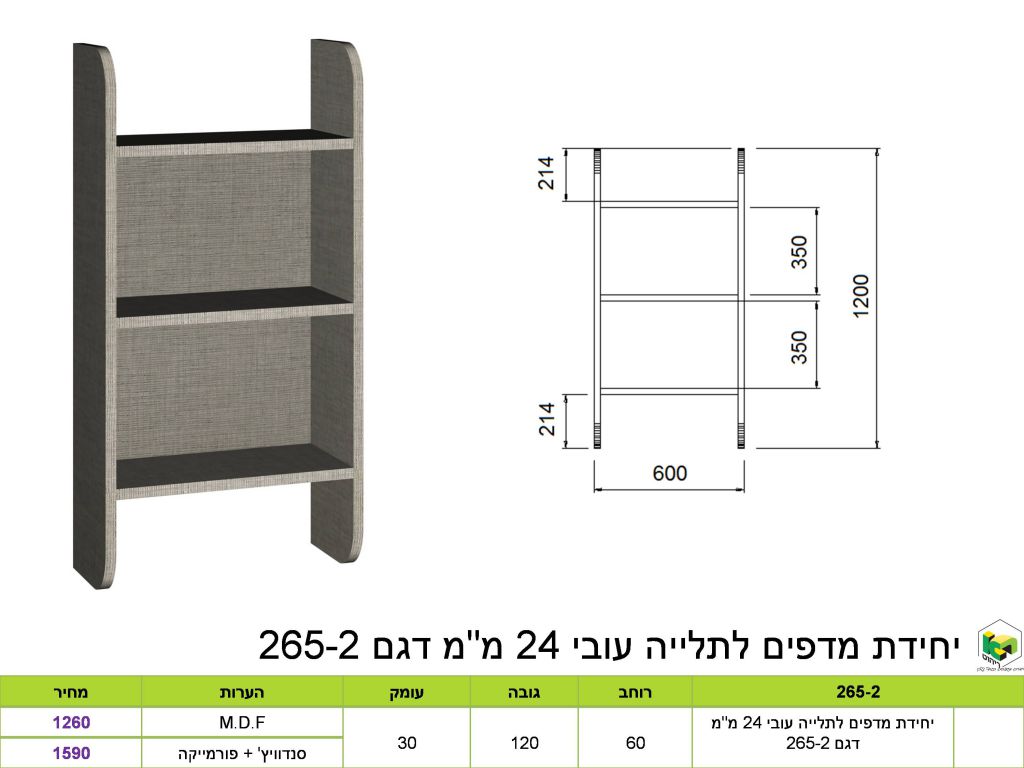 214
350
350
1200
214
600
יחידת מדפים לתלייה עובי 24 מ"מ דגם 265-2
ריהוט
265-2 רוחב גובה עומק הערות מחיר
יחידת מדפים לתלייה עובי 24 מ"מ
דגם 265-2
60 120 30
M.D.F 1260
סנדוויץ' + פורמייקה 1590